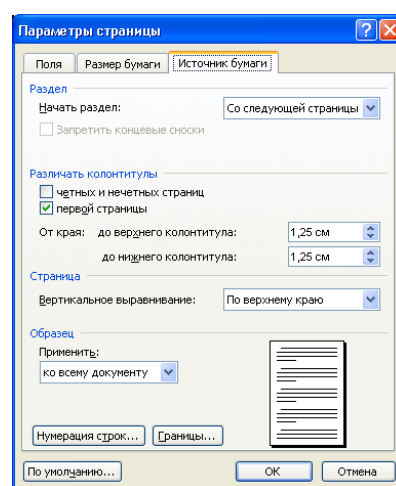 Параметры страницы
Поля Размер бумаги Источник бумаги
Раздел
Начать раздел: Со следующей страницы
Запретить концевые сноски
Различать колонтитулы
четных и нечетных страниц
первой страницы
От края: до верхнего колонтитула: 1,25 см
до нижнего колонтитула: 1,25 см
Страница
Вертикальное выравнивание: По верхнему краю
Образец
Применить:
ко всему документу
Нумерация строк... Границы...
По умолчанию... ОК Отмена